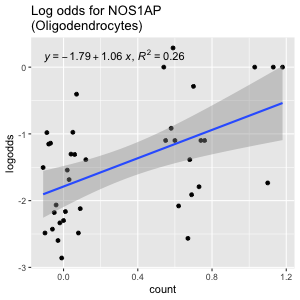 Log odds for NOS1AP
(Oligodendrocytes)
y = −1.79 + 1.06 x, R² = 0.26
0
-1
-2
-3
logodds
0.0 0.4 0.8 1.2
count